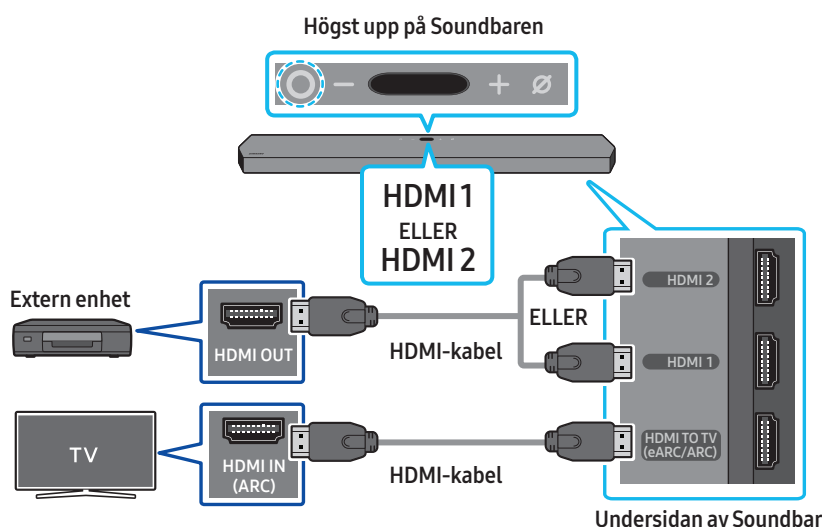 Högst upp på Soundbaren
HDMI 1
ELLER
HDMI 2
Extern enhet
HDMI OUT
HDMI-kabel
ELLER
HDMI 2
HDMI 1
TV
HDMI IN
(ARC)
HDMI-kabel
HDMI TO TV
(eARC/ARC)
Undersidan av Soundbar